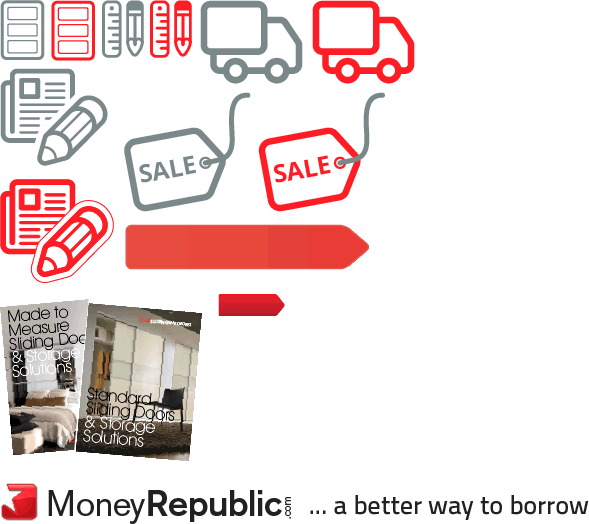 SALE
SALE
Made to
Measure
Sliding Doo
& Storage
Solutions
Standard
Sliding Doors
& Storage
Solutions
MoneyRepublic.com ... a better way to borrow